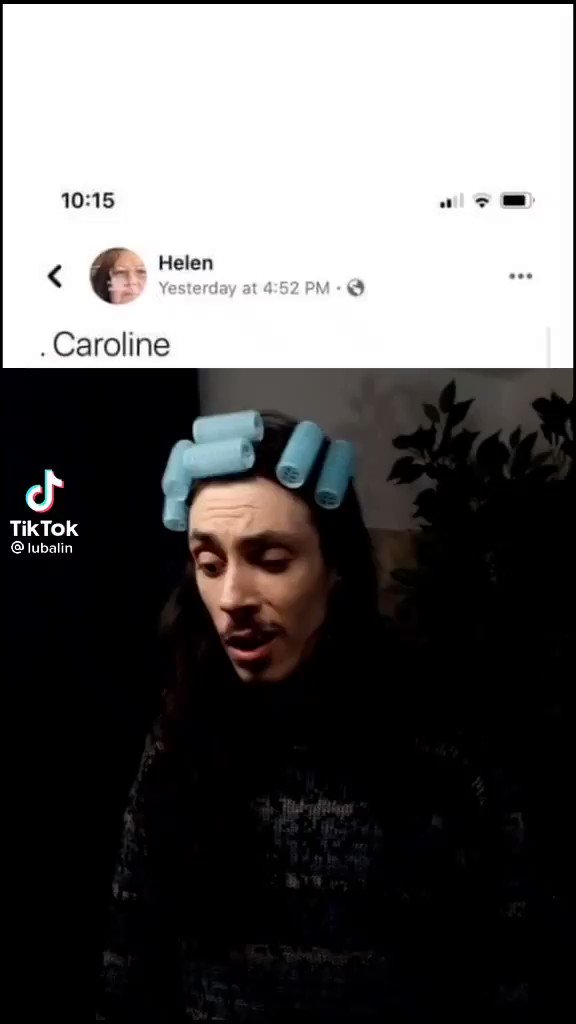 10:15
Helen
Yesterday at 4:52 PM ·
. Caroline
TikTok
@lubalin